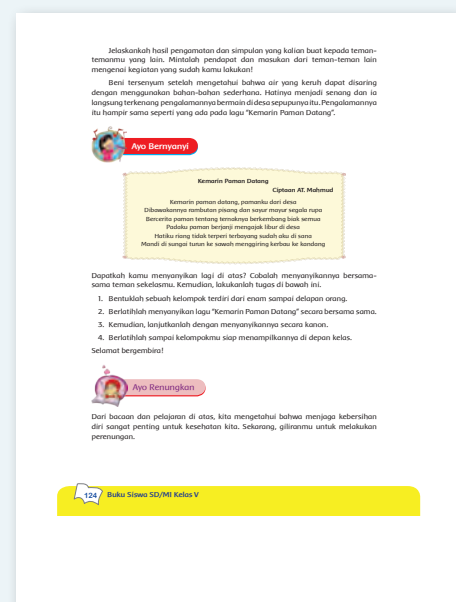 Jelaskankah hasil pengamatan dan simpulan yang kalian buat kepada teman-
temanmu yang lain. Mintalah pendapat dan masukan dari teman-teman lain
mengenai kegiatan yang sudah kamu lakukan!
Beni tersenyum setelah mengetahui bahwa air yang keruh dapat disaring
dengan menggunakan bahan-bahan sederhana. Hatinya menjadi senang dan ia
langsung terkenang pengalamannya bermain di desa sepupunya itu. Pengalamannya
itu hampir sama seperti yang ada pada lagu “Kemarin Paman Datang”.
Ayo Bernyanyi
Kemarin Paman Datang
Ciptaan AT. Mahmud
Kemarin paman datang, pamanku dari desa
Dibawakannya rambutan pisang dan sayur mayur segala rupa
Bercerita paman tentang ternaknya berkembang biak semua
Padaku paman berjanji mengajak libur di desa
Hatiku riang tidak terperi terbayang sudah aku di sana
Mandi di sungai turun ke sawah menggiring kerbau ke kandang
Dapatkah kamu menyanyikan lagi di atas? Cobalah menyanyikannya bersama-
sama teman sekelasmu. Kemudian, lakukanlah tugas di bawah ini.
1. Bentuklah sebuah kelompok terdiri dari enam sampai delapan orang.
2. Berlatihlah menyanyikan lagu “Kemarin Paman Datang” secara bersama sama.
3. Kemudian, lanjutkanlah dengan menyanyikannya secara kanon.
4. Berlatihlah sampai kelompokmu siap menampilkannya di depan kelas.
Selamat bergembira!
Ayo Renungkan
Dari bacaan dan pelajaran di atas, kita mengetahui bahwa menjaga kebersihan
diri sangat penting untuk kesehatan kita. Sekarang, giliranmu untuk melakukan
perenungan.
124 Buku Siswa SD/MI Kelas V